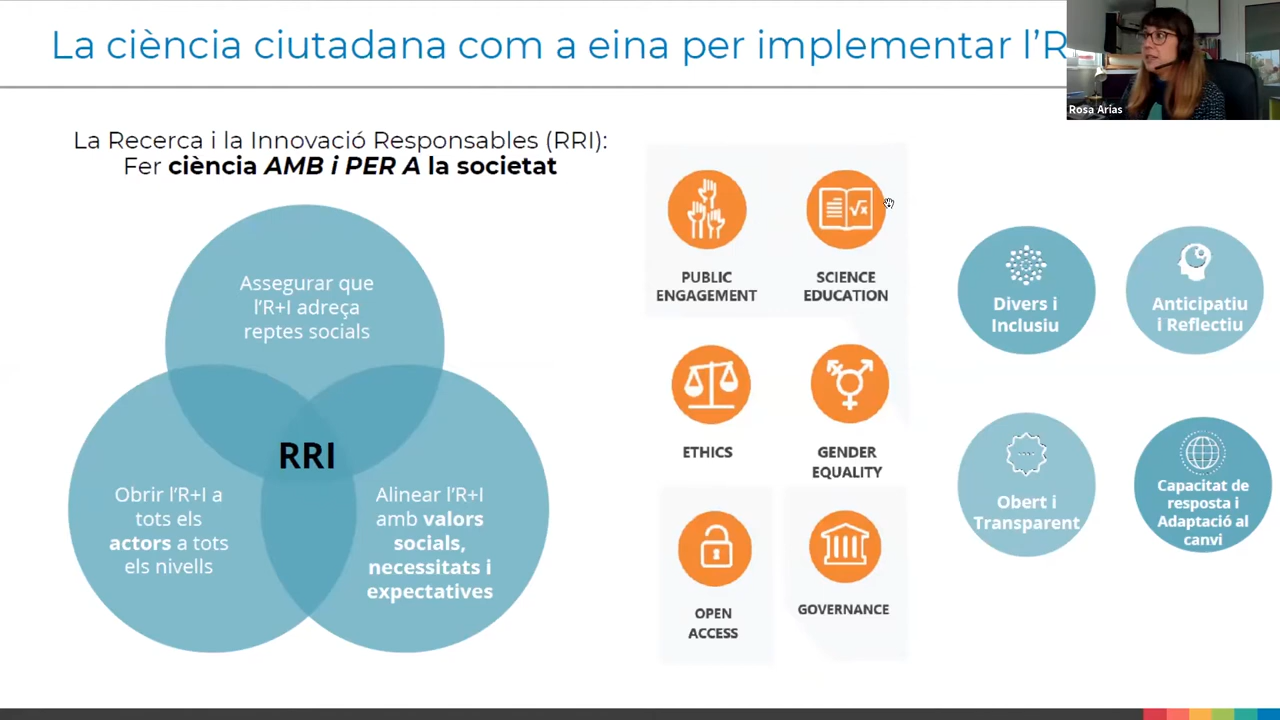 La ciència ciutadana com a eina per implementar l’R
Rosa Arias
La Recerca i la Innovació Responsables (RRI):
Fer ciència AMB i PER A la societat
Assegurar que
l’R+I adreça
reptes socials
RRI
Obrir l’R+I a
tots els
actors a tots
els nivells
Alinear l’R+I
amb valors
socials,
necessitats i
expectatives
PUBLIC
ENGAGEMENT
SCIENCE
EDUCATION
ETHICS
GENDER
EQUALITY
OPEN
ACCESS
GOVERNANCE
Divers i
Inclusiu
Anticipatiu
i Reflectiu
Obert i
Transparent
Capacitat de
resposta i
Adaptació al
canvi